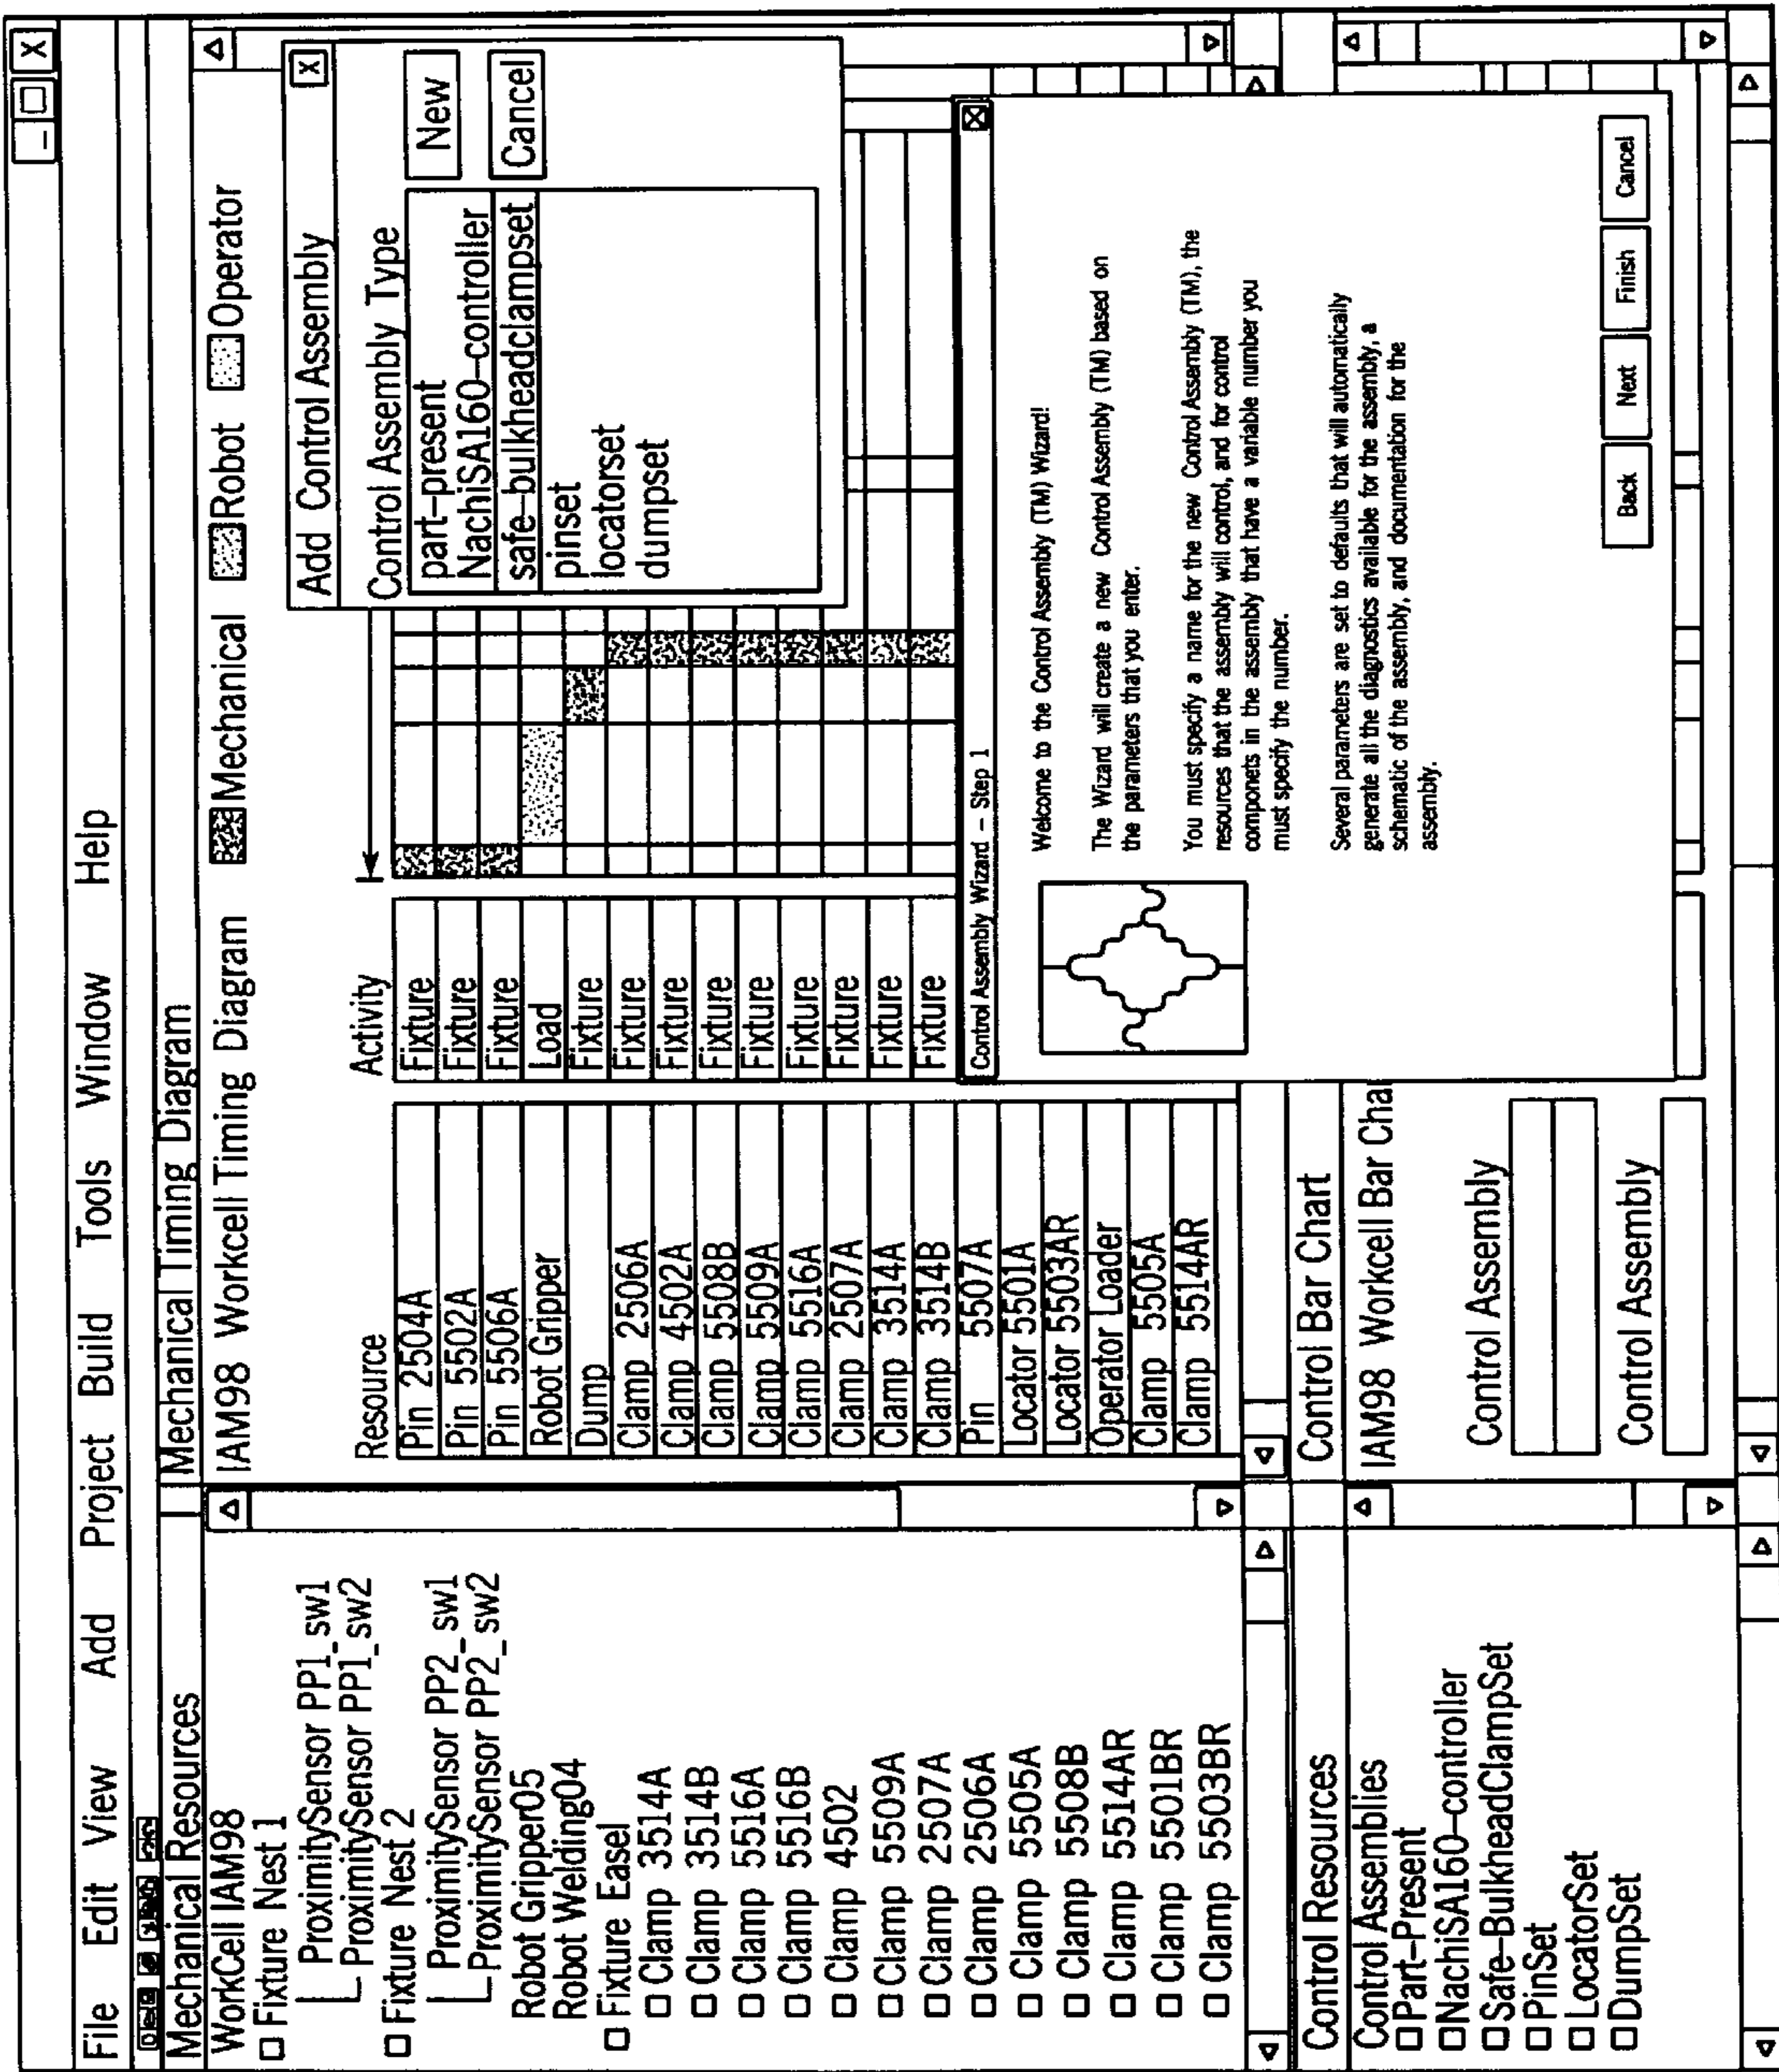 X
File Edit View Add Project Build Tools Window Help
Mechanical Resources
WorkCell IAM98
Fixture Nest 1
ProximitySensor PP1_sw1
ProximitySensor PP1_sw2
Fixture Nest 2
ProximitySensor PP2_sw1
ProximitySensor PP2_sw2
Robot Gripper05
Robot Welding04
Fixture Easel
Clamp 3514A
Clamp 3514B
Clamp 5516A
Clamp 5516B
Clamp 4502
Clamp 5509A
Clamp 2507A
Clamp 2506A
Clamp 5505A
Clamp 5508B
Clamp 5514AR
Clamp 5501BR
Clamp 5503BR
Mechanical Timing Diagram
IAM98 Workcell Timing Diagram Mechanical Robot Operator
Resource Activity
Pin 2504A Fixture
Pin 5502A Fixture
Pin 5506A Fixture
Robot Gripper Load
Dump Fixture
Clamp 2506A Fixture
Clamp 4502A Fixture
Clamp 5508B Fixture
Clamp 5509A Fixture
Clamp 5516A Fixture
Clamp 2507A Fixture
Clamp 3514A Fixture
Clamp 3514B Fixture
Pin 5507A
Locator 5501A
Locator 5503AR
Operator Loader
Clamp 5505A
Clamp 5514AR
Add Control Assembly X
Control Assembly Type
part-present
NachiSA160-controller
safe-bulkheadclampset
pinset
locatorset
dumpset
New
Cancel
Control Assembly Wizard - Step 1
Welcome to the Control Assembly (TM) Wizard!
The Wizard will create a new Control Assembly (TM) based on
the parameters that you enter.
You must specify a name for the new Control Assembly (TM), the
resources that the assembly will control, and for control
componets in the assembly that have a variable number you
must specify the number.
Several parameters are set to defaults that will automatically
generate all the diagnostics available for the assembly, a
schematic of the assembly, and documentation for the
assembly.
Back Next Finish Cancel
Control Resources
Control Assemblies
Part-Present
NachiSA160-controller
Safe-BulkheadClampSet
PinSet
LocatorSet
DumpSet
Control Bar Chart
IAM98 Workcell Bar Cha
Control Assembly
Control Assembly